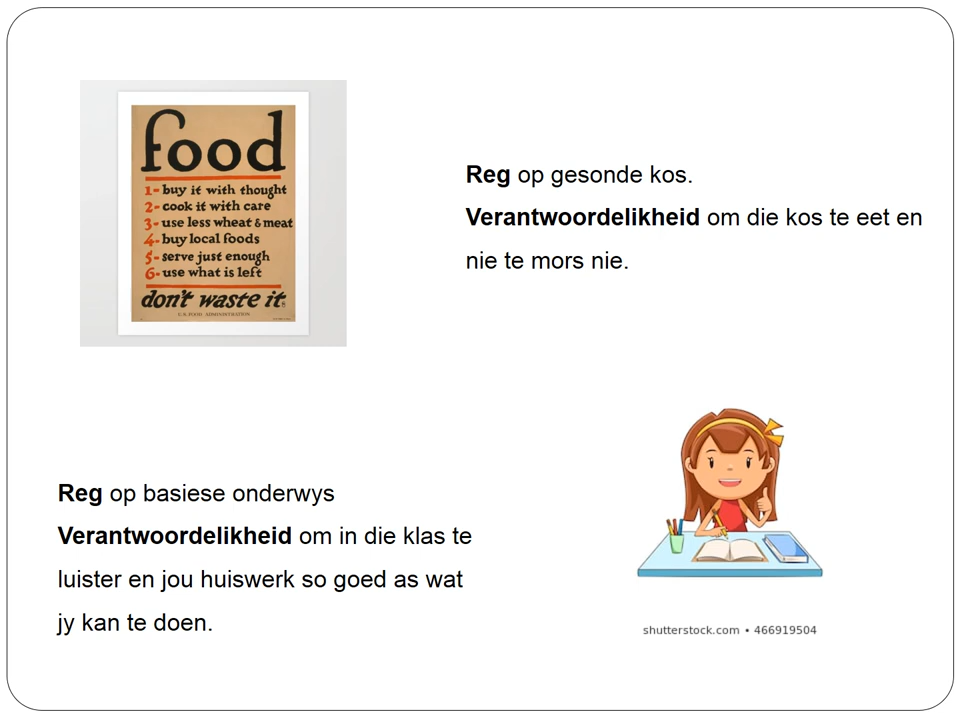 food
1- buy it with thought
2- cook it with care
3- use less wheat & meat
4- buy local foods
5- serve just enough
6- use what is left
don't waste it
U.S. FOOD ADMINISTRATION
Reg op gesonde kos.
Verantwoordelikheid om die kos te eet en
nie te mors nie.
Reg op basiese onderwys
Verantwoordelikheid om in die klas te
luister en jou huiswerk so goed as wat
jy kan te doen.
shutterstock.com • 466919504